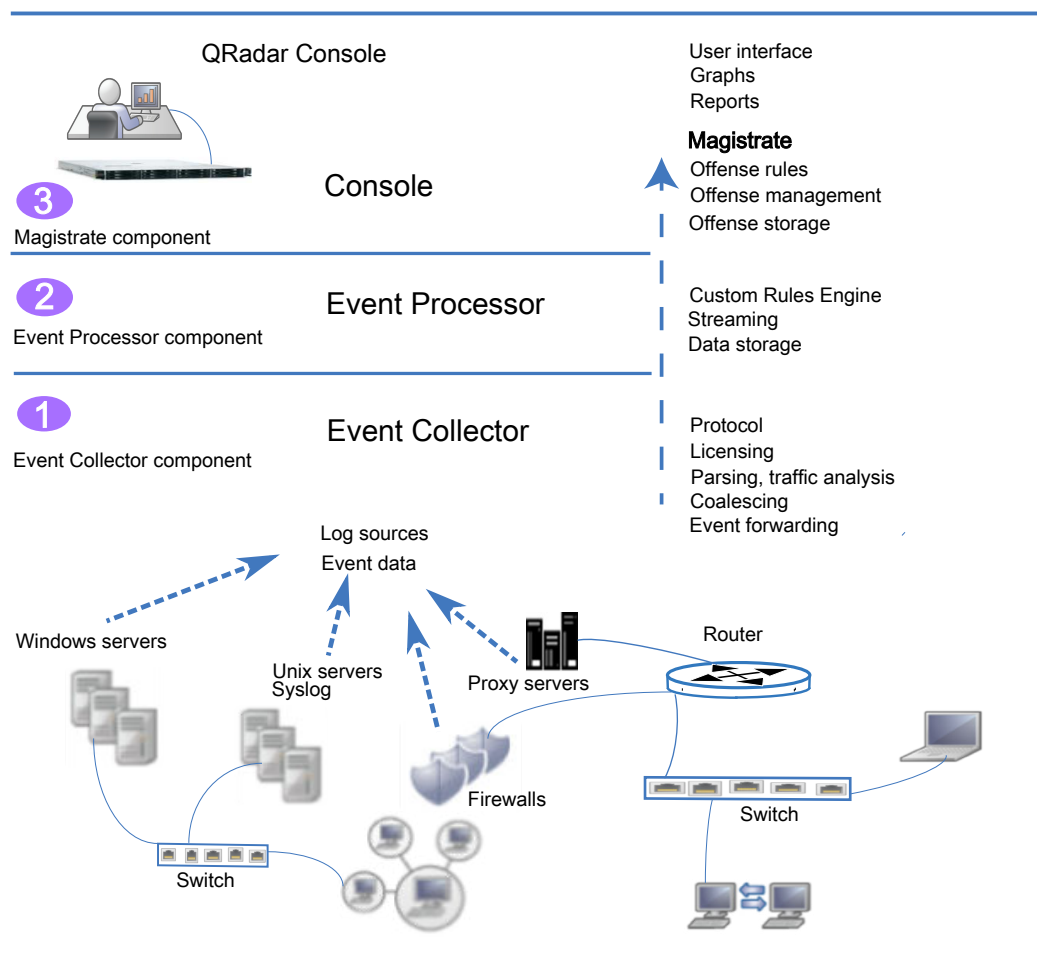 QRadar Console
User interface
Graphs
Reports
Magistrate
Offense rules
Offense management
Offense storage
Console
3
Magistrate component
2
Event Processor
Event Processor component
Custom Rules Engine
Streaming
Data storage
1
Event Collector
Event Collector component
Protocol
Licensing
Parsing, traffic analysis
Coalescing
Event forwarding
Log sources
Event data
Windows servers
Unix servers
Syslog
Proxy servers
Router
Firewalls
Switch
Switch